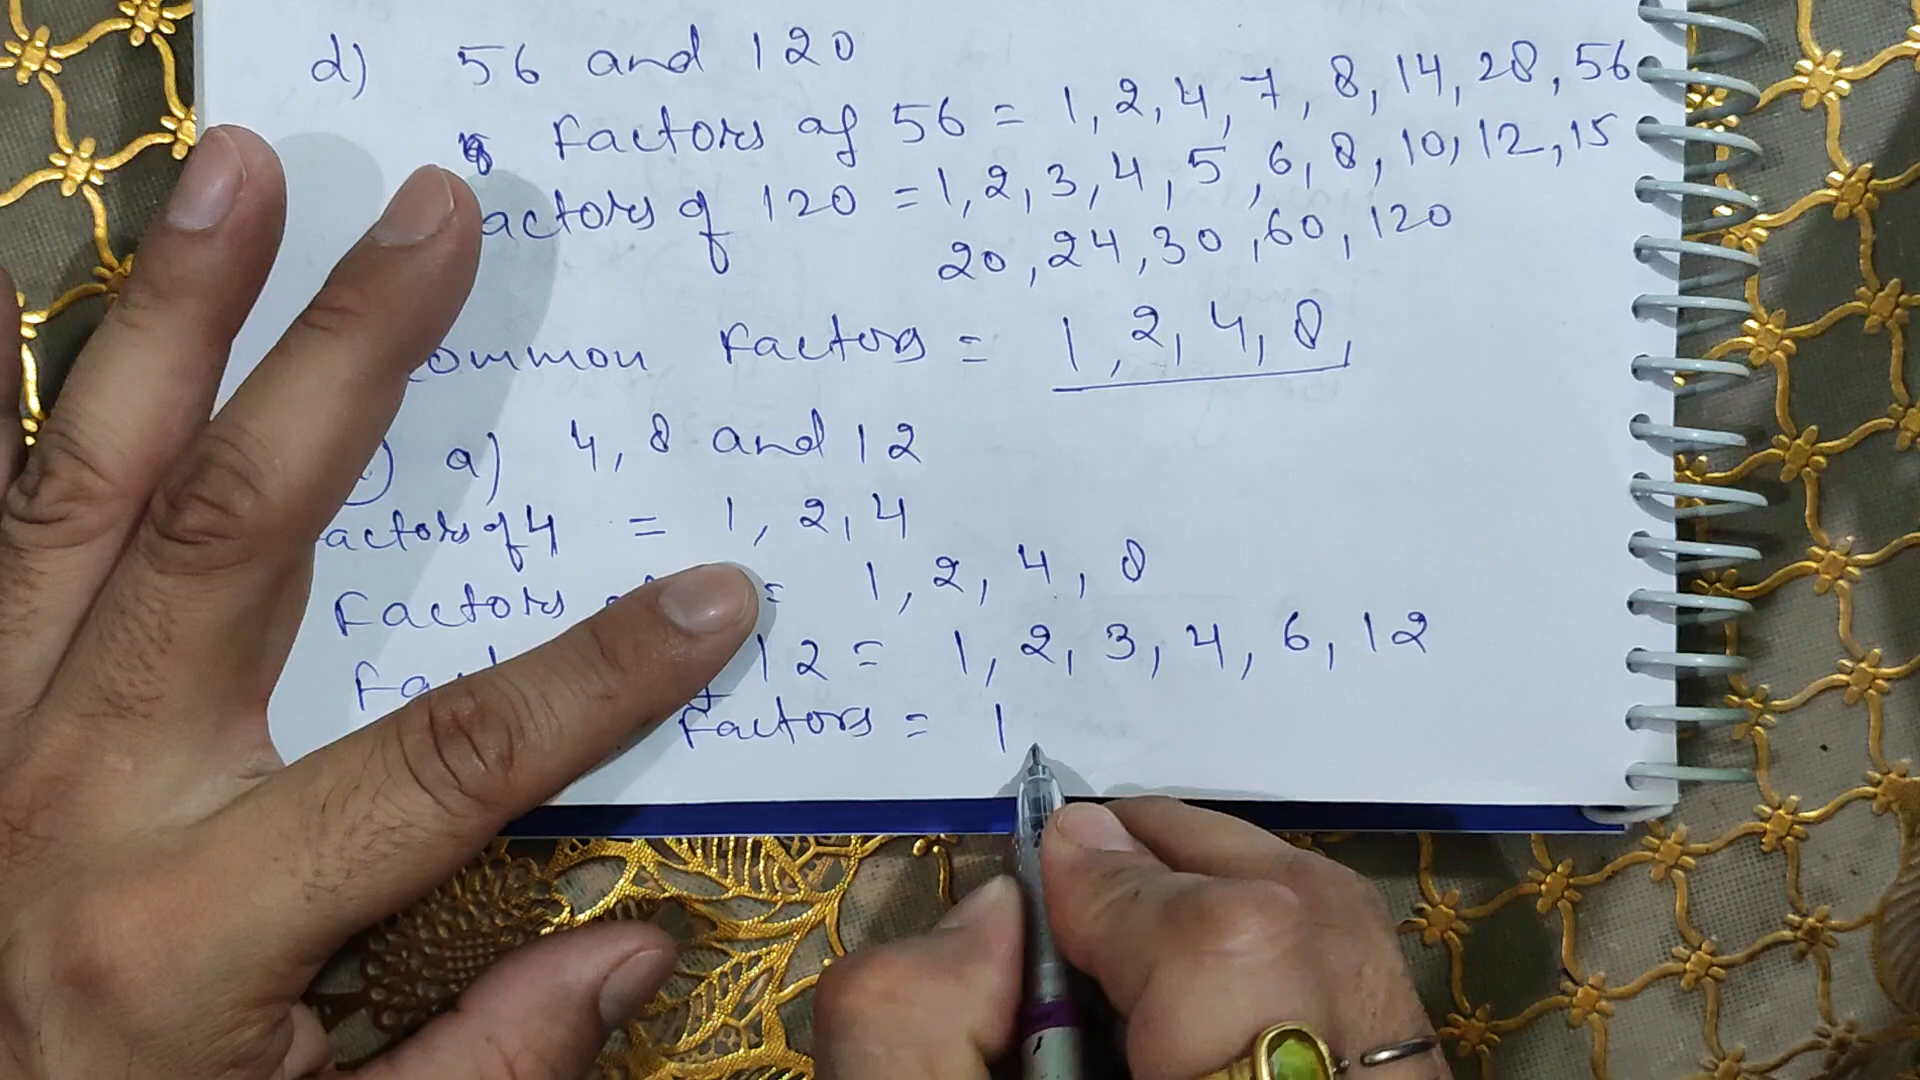 d) 56 and 120
Factors of 56 = 1, 2, 4, 7, 8, 14, 28, 56
actors of 120 = 1, 2, 3, 4, 5, 6, 8, 10, 12, 15
20, 24, 30, 60, 120
ommon Factors = 1, 2, 4, 8,
a) 4, 8 and 12
actors of 4 = 1, 2, 4
Factors = 1, 2, 4, 8
Fa 12 = 1, 2, 3, 4, 6, 12
Factors = 1